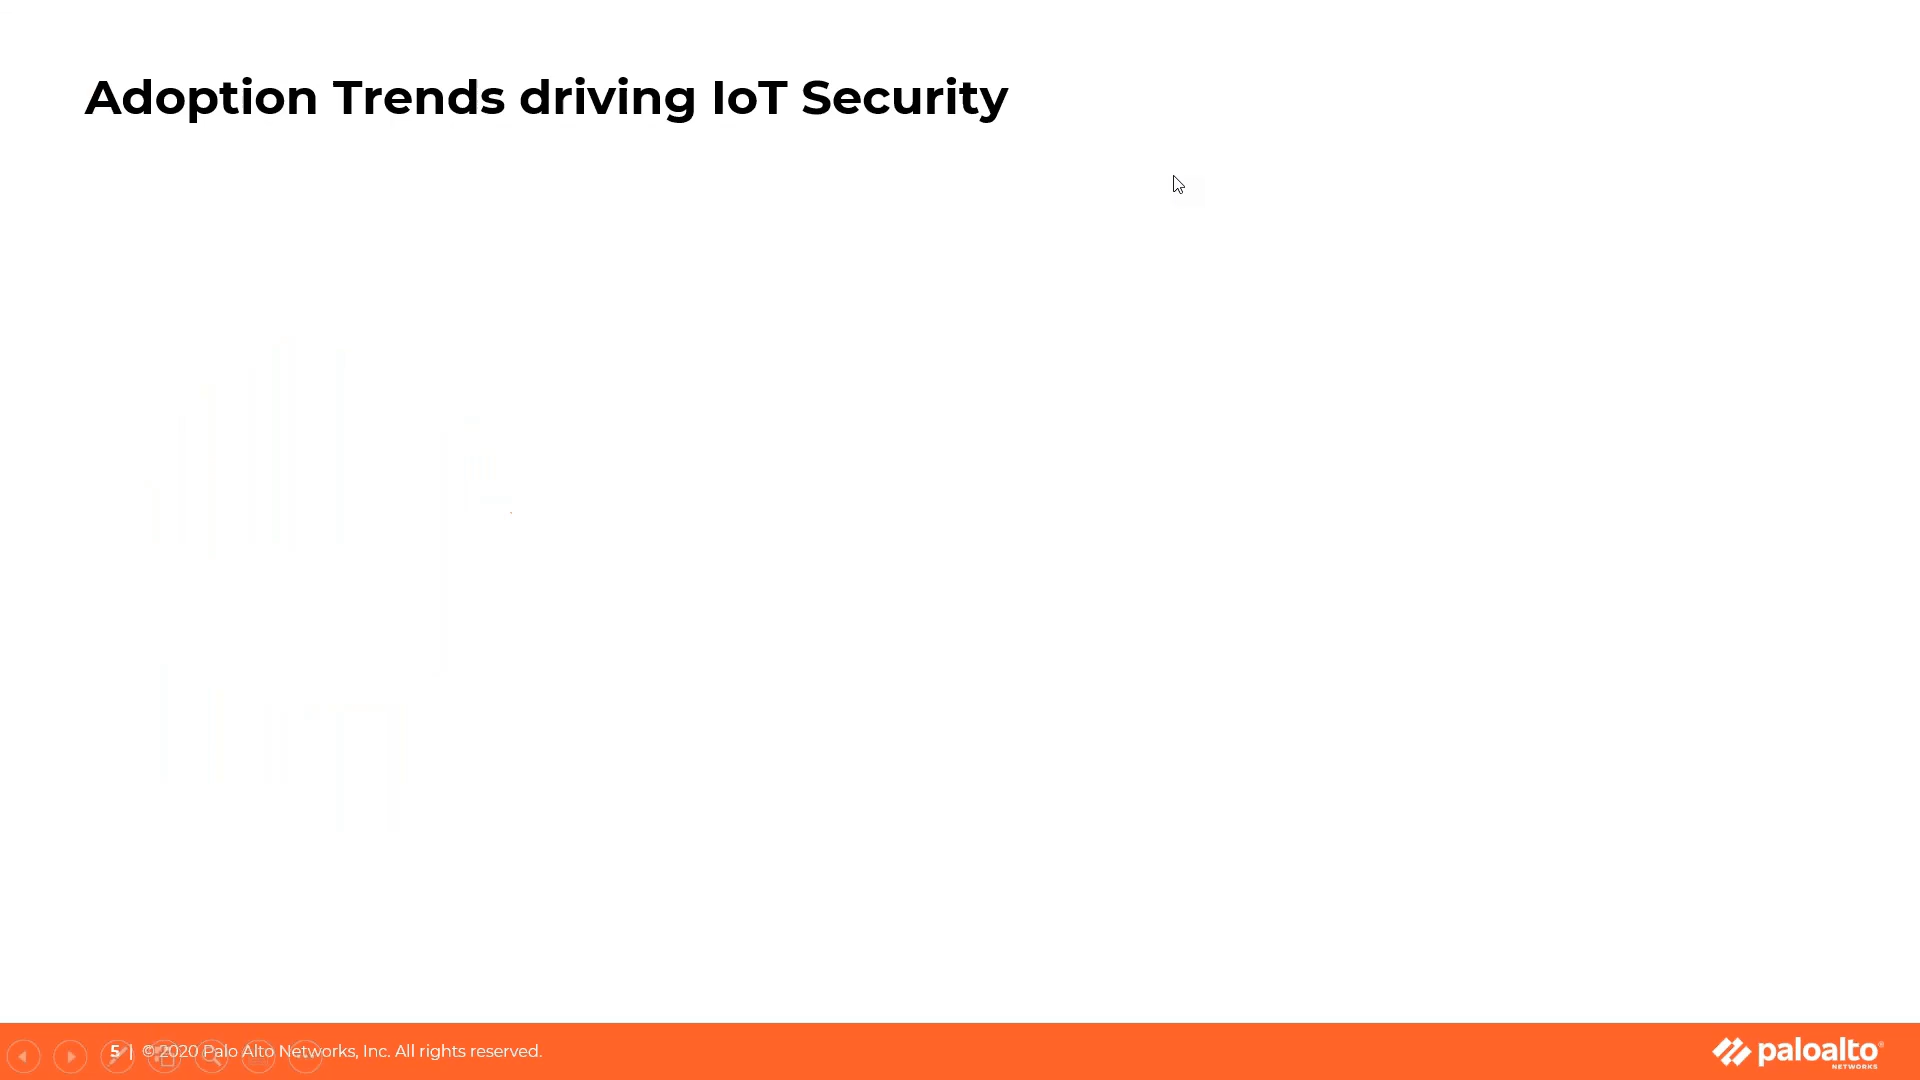 Adoption Trends driving IoT Security
5 | © 2020 Palo Alto Networks, Inc. All rights reserved.
paloalto®
NETWORKS